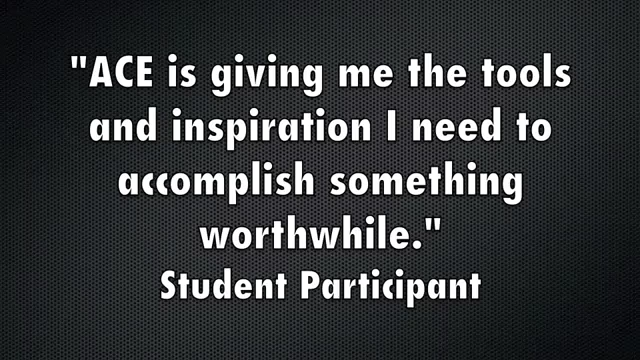 "ACE is giving me the tools
and inspiration I need to
accomplish something
worthwhile."
Student Participant